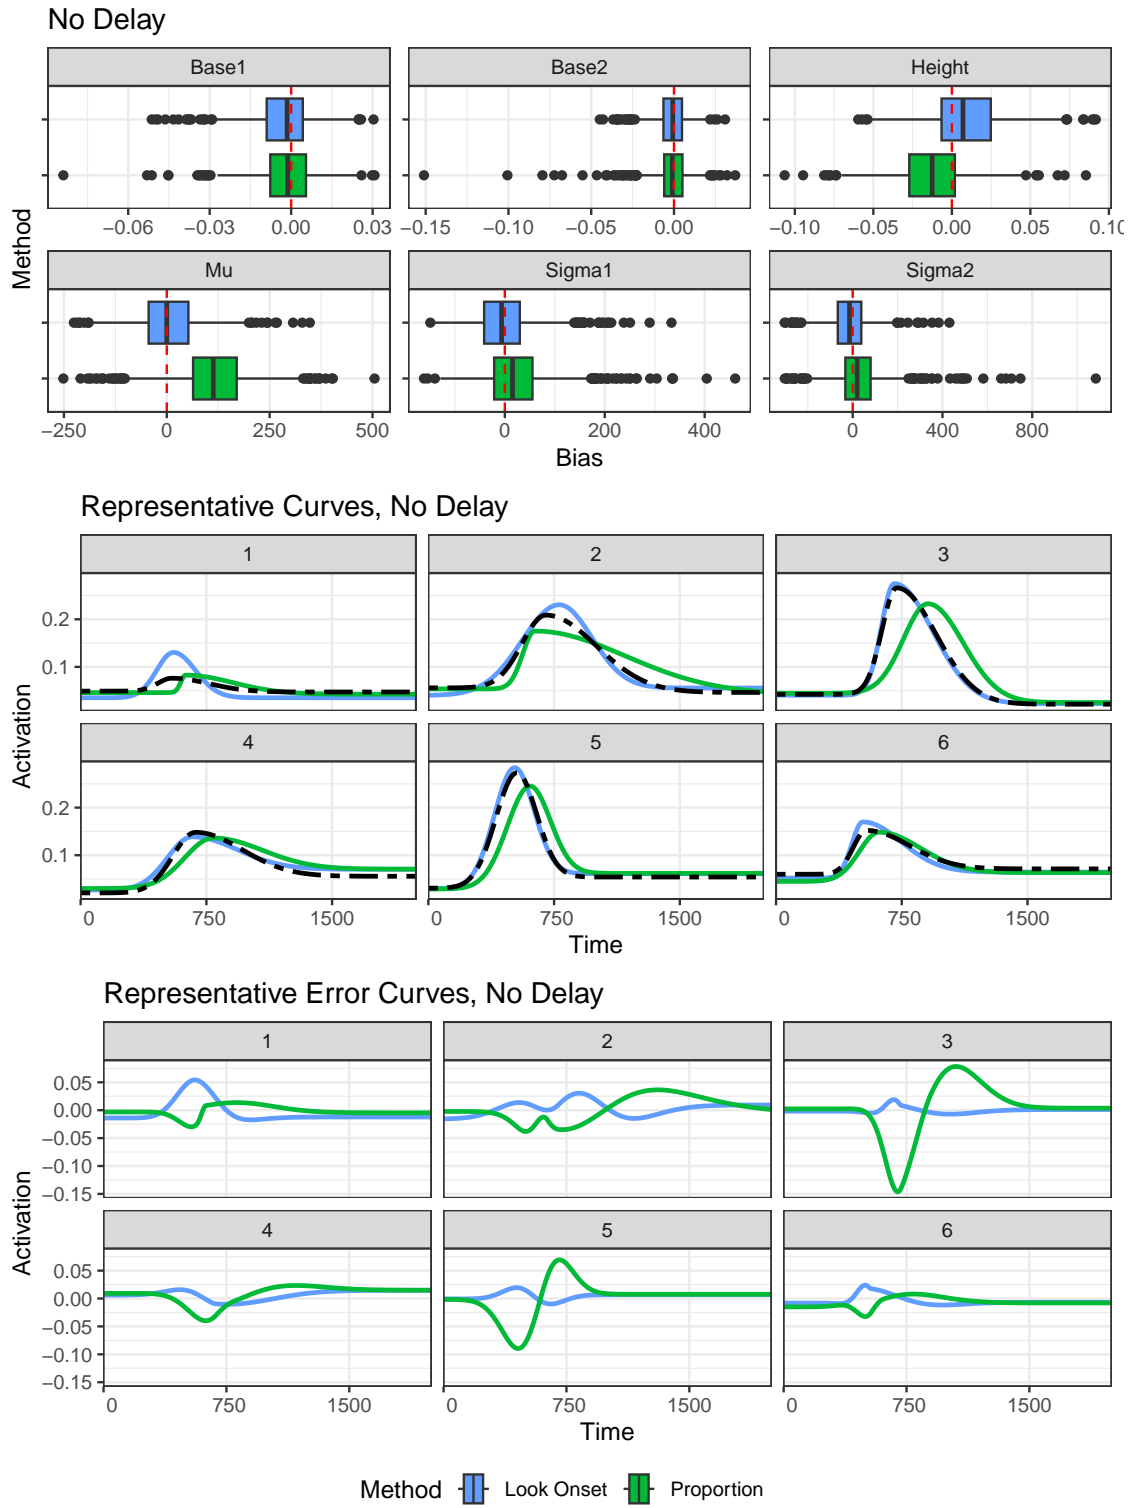 No Delay
Base1 Base2 Height
−0.06 −0.03 0.00 0.03 −0.15 −0.10 −0.05 0.00 −0.10 −0.05 0.00 0.05 0.10
Method
Mu Sigma1 Sigma2
−250 0 250 500 0 200 400 0 400 800
Bias
Representative Curves, No Delay
1 2 3
0.2
0.1
Activation
4 5 6
0.2
0.1
0 750 1500 0 750 1500 0 750 1500
Time
Representative Error Curves, No Delay
1 2 3
0.05
0.00
−0.05
−0.10
−0.15
Activation
4 5 6
0.05
0.00
−0.05
−0.10
−0.15
0 750 1500 0 750 1500 0 750 1500
Time
Method Look Onset Proportion